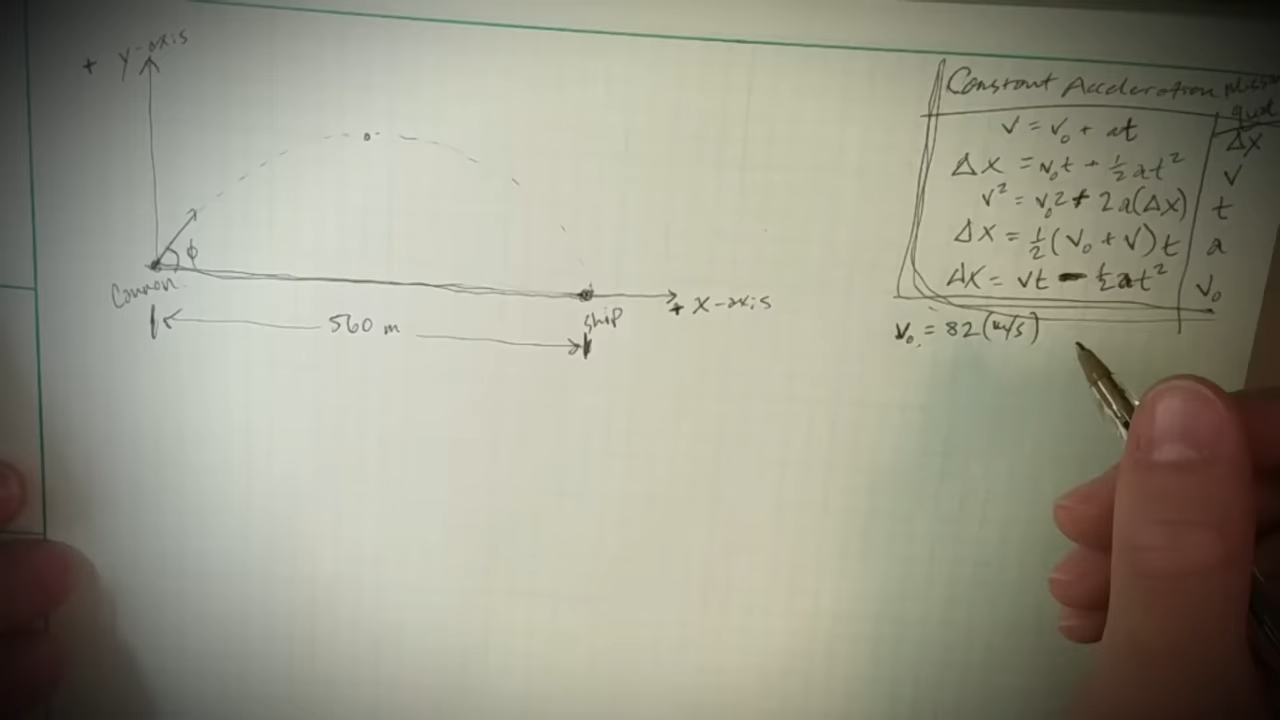 + y-axis
ϕ
Cannon
560 m
ship
+ x-axis
Constant Acceleration
v = v₀ + at
Δx
Δx = v₀t + ½at²
v
v² = v₀² + 2a(Δx)
t
Δx = ½(v₀ + v)t
a
Δx = vt - ½at²
v₀
v₀ = 82 (m/s)